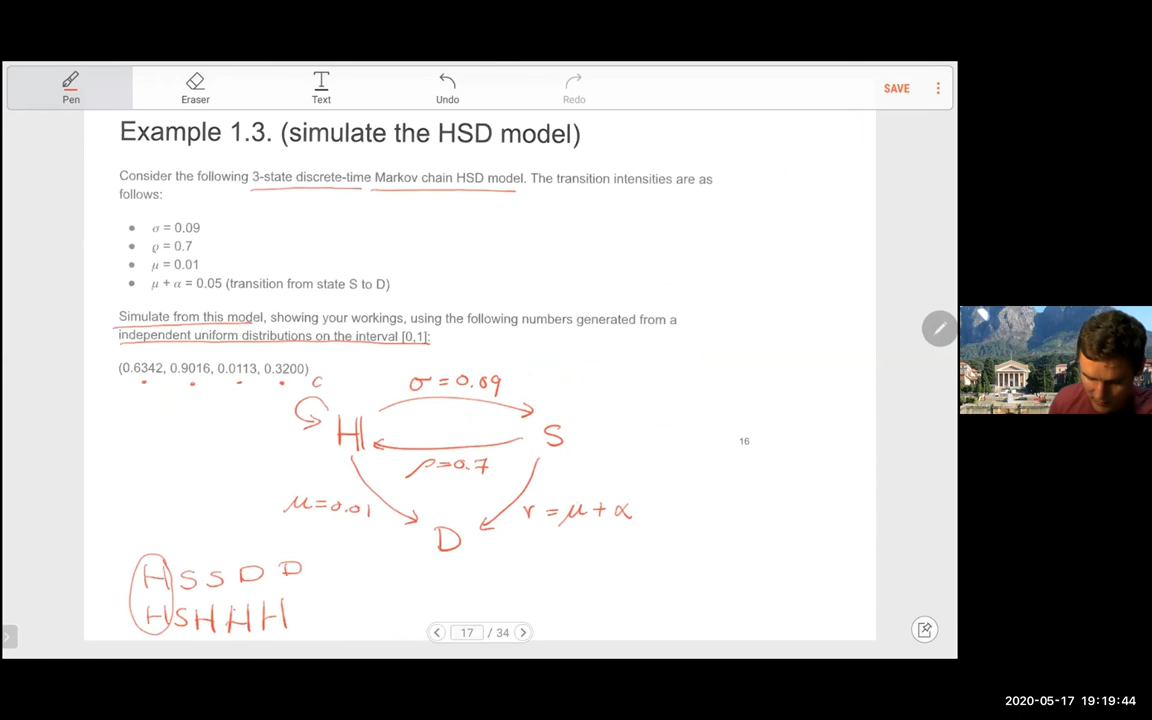 Pen
Eraser
Text
Undo
Redo
SAVE
Example 1.3. (simulate the HSD model)
Consider the following 3-state discrete-time Markov chain HSD model. The transition intensities are as
follows:
• σ = 0.09
• ϱ = 0.7
• μ = 0.01
• μ + α = 0.05 (transition from state S to D)
Simulate from this model, showing your workings, using the following numbers generated from a
independent uniform distributions on the interval [0,1]:
(0.6342, 0.9016, 0.0113, 0.3200)
C
σ = 0.09
H
S
ρ=0.7
μ=0.01
r = μ + α
D
16
H S S D D
H S H H H
17 / 34
2020-05-17 19:19:44